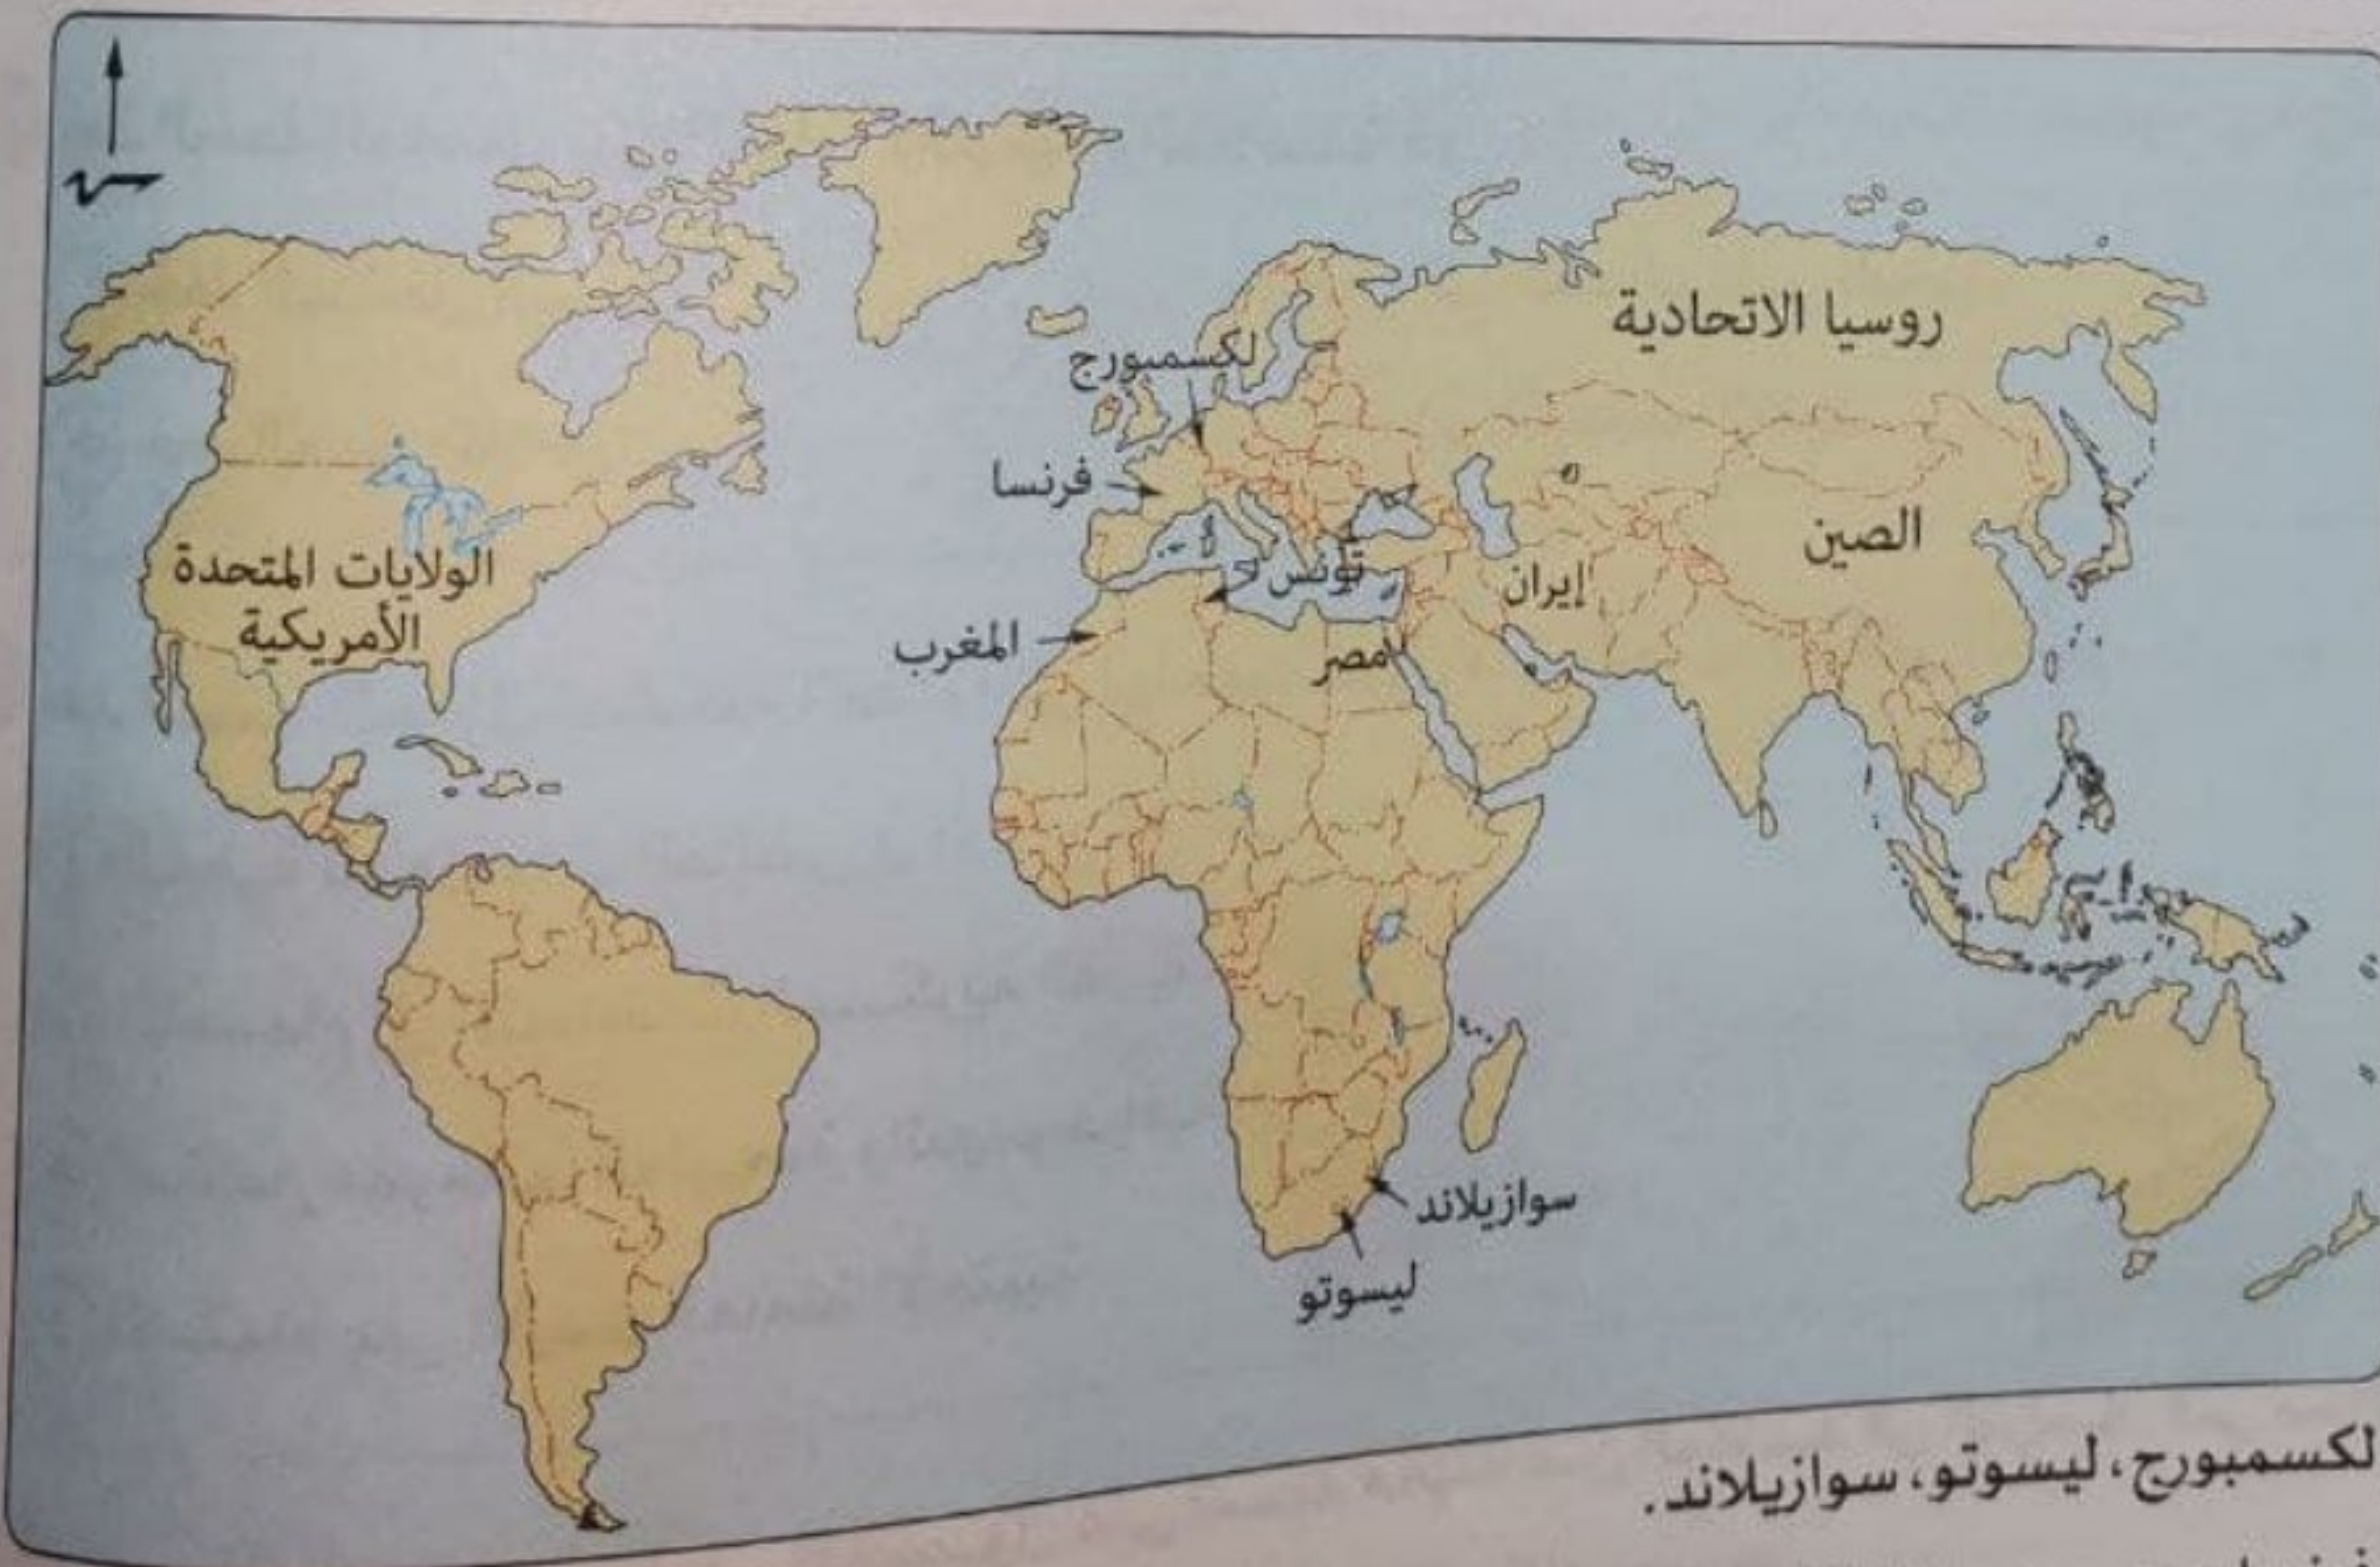 روسيا الاتحادية
لكسمبورج
فرنسا
الصين
الولايات المتحدة
الأمريكية
تونس
إيران
المغرب
مصر
سوازيلاند
ليسوتو
لكسمبورج، ليسوتو، سوازيلاند.